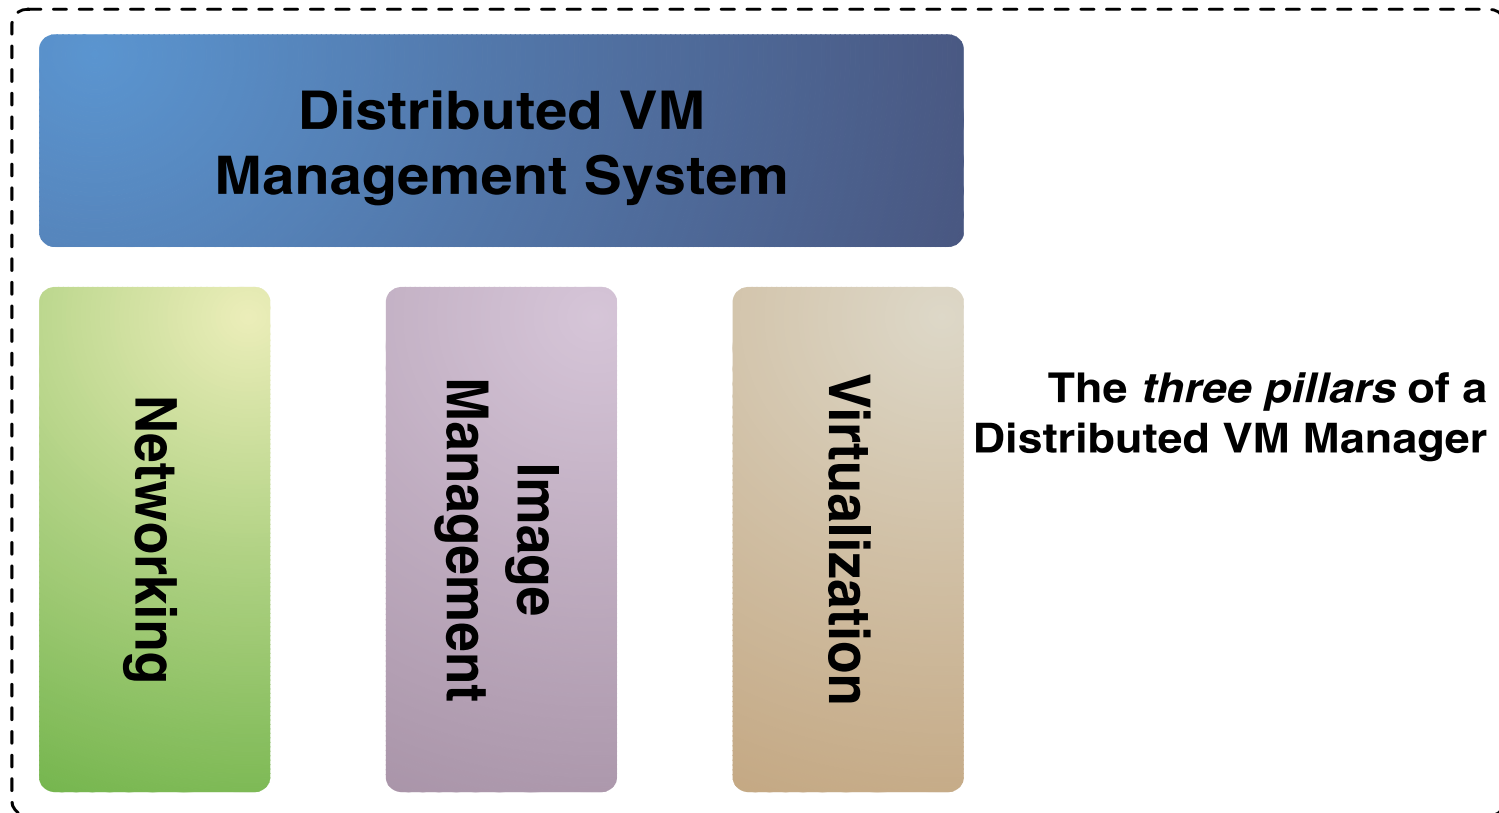 Distributed VM
Management System
Networking
Image
Management
Virtualization
The three pillars of a
Distributed VM Manager